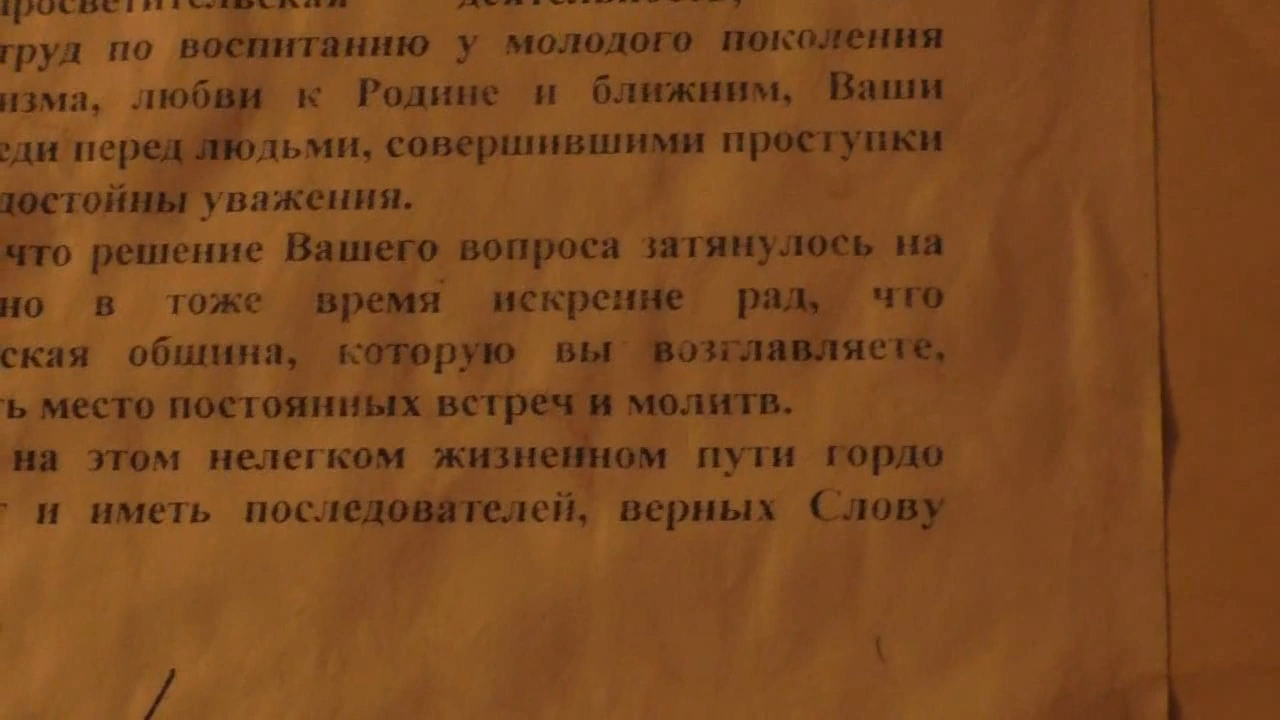 просветительская деятельность,
труд по воспитанию у молодого поколения
изма, любви к Родине и ближним, Ваши
еди перед людьми, совершившими проступки
достойны уважения.
что решение Вашего вопроса затянулось на
но в тоже время искренне рад, что
ская община, которую вы возглавляете,
ть место постоянных встреч и молитв.
на этом нелегком жизненном пути гордо
и иметь последователей, верных Слову